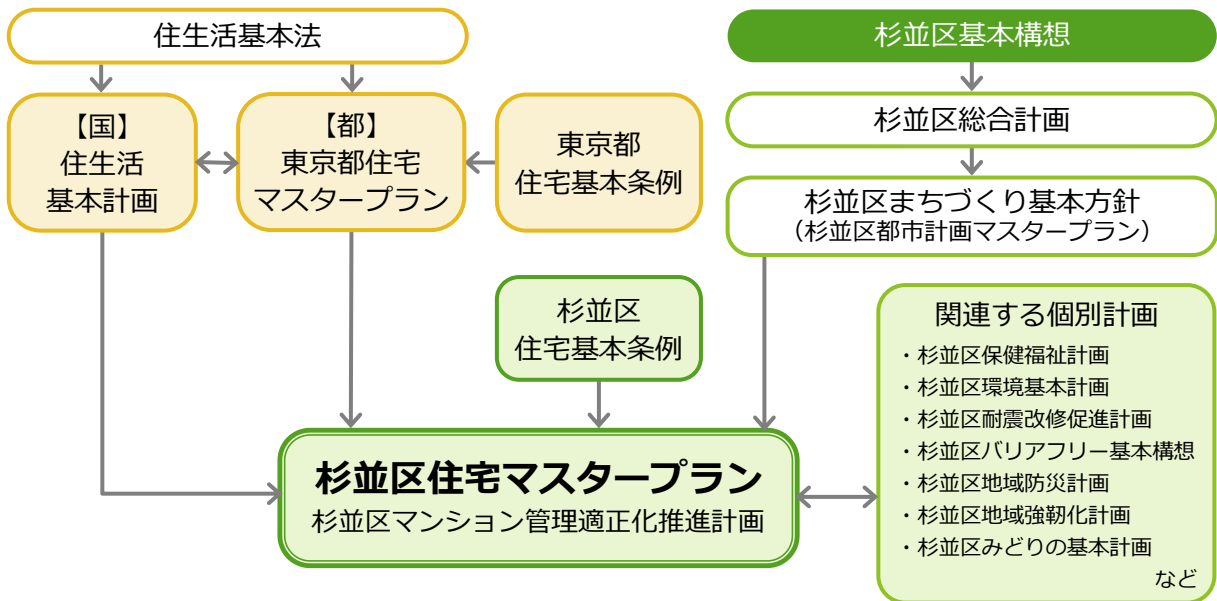 住生活基本法
杉並区基本構想
【国】
住生活
基本計画
【都】
東京都住宅
マスタープラン
東京都
住宅基本条例
杉並区総合計画
杉並区まちづくり基本方針
（杉並区都市計画マスタープラン）
杉並区
住宅基本条例
関連する個別計画
・杉並区保健福祉計画
・杉並区環境基本計画
・杉並区耐震改修促進計画
・杉並区バリアフリー基本構想
・杉並区地域防災計画
・杉並区地域強靭化計画
・杉並区みどりの基本計画
など
杉並区住宅マスタープラン
杉並区マンション管理適正化推進計画